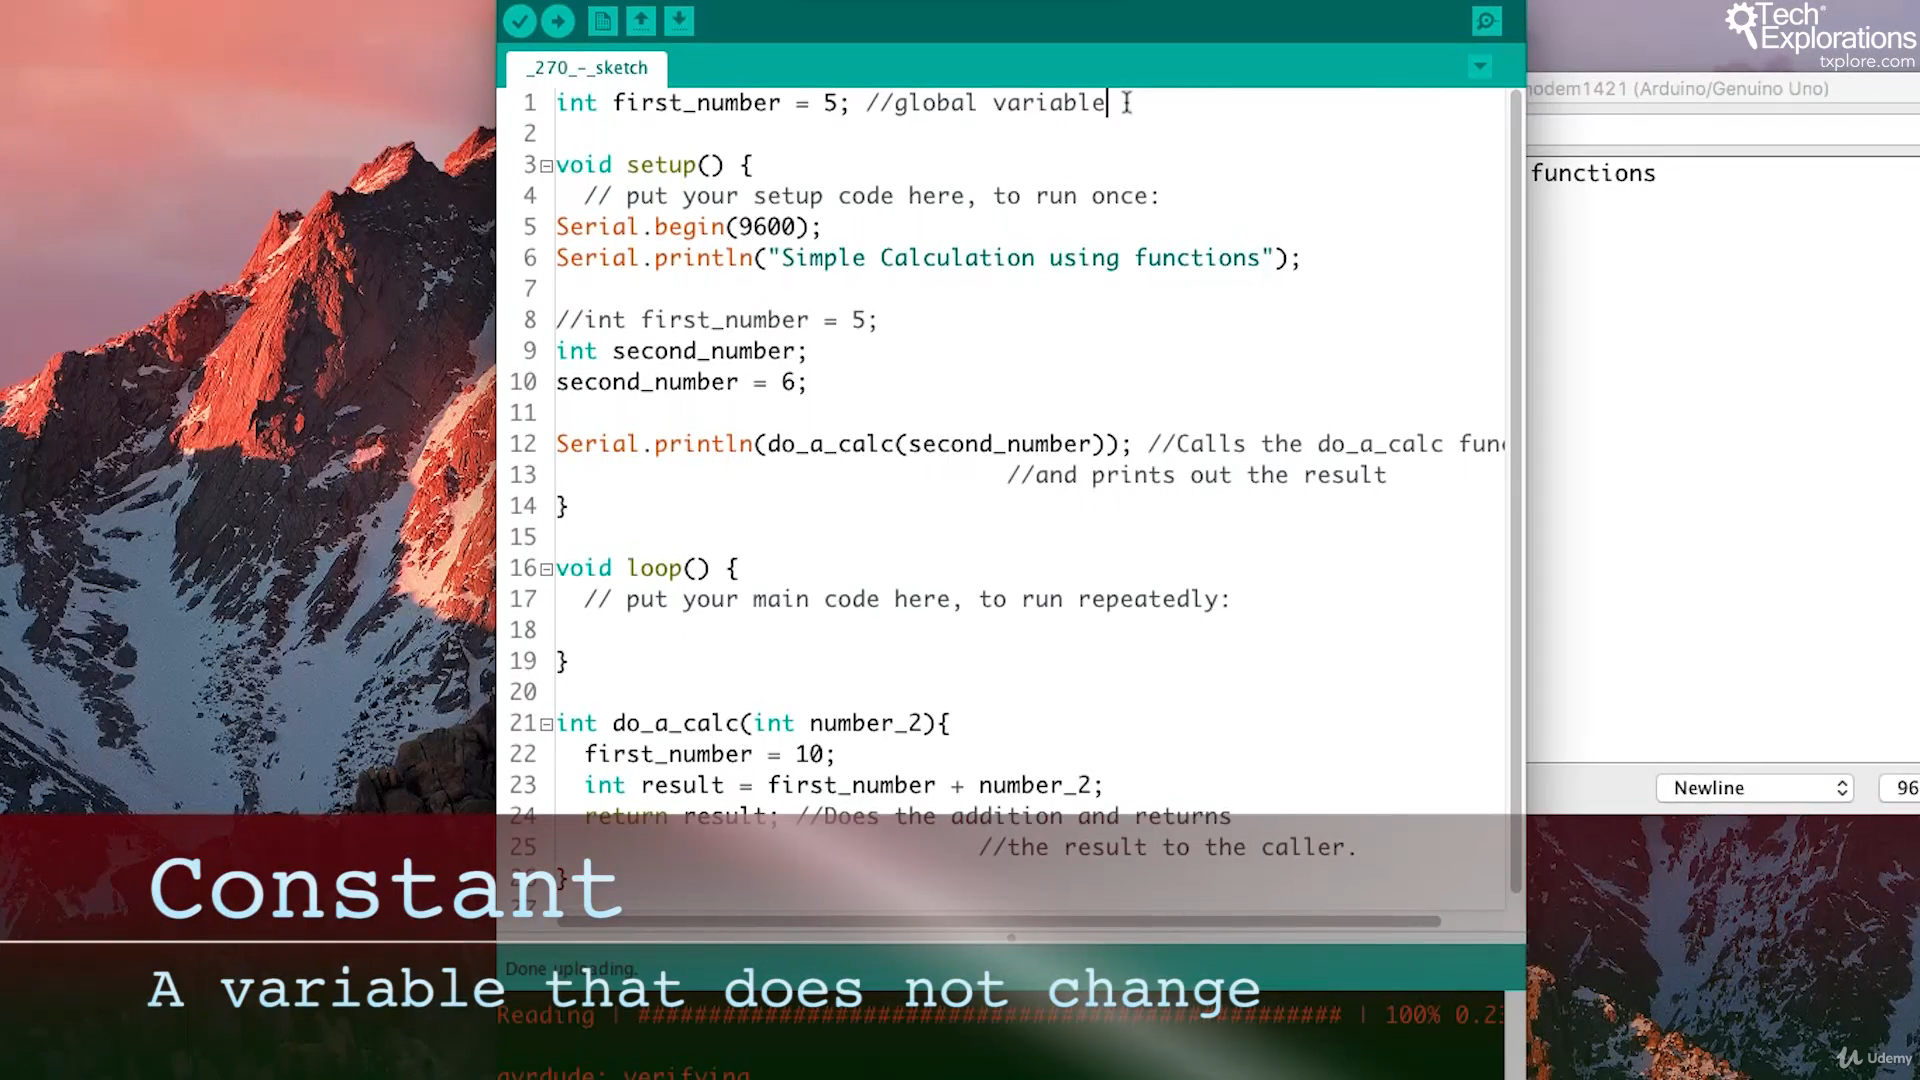 Tech
Explorations
txplore.com
_270_-_sketch
modem1421 (Arduino/Genuino Uno)
1 int first_number = 5; //global variable
2
3 void setup() {
4 // put your setup code here, to run once:
5 Serial.begin(9600);
6 Serial.println("Simple Calculation using functions");
7
8 //int first_number = 5;
9 int second_number;
10 second_number = 6;
11
12 Serial.println(do_a_calc(second_number)); //Calls the do_a_calc fun
13 //and prints out the result
14 }
15
16 void loop() {
17 // put your main code here, to run repeatedly:
18
19 }
20
21 int do_a_calc(int number_2){
22 first_number = 10;
23 int result = first_number + number_2;
24 return result; //Does the addition and returns
25 //the result to the caller.
26 }
27
functions
Newline
96
Constant
Done uploading.
A variable that does not change
Reading | ################################################## | 100% 0.2
avrdude: verifying
Udemy